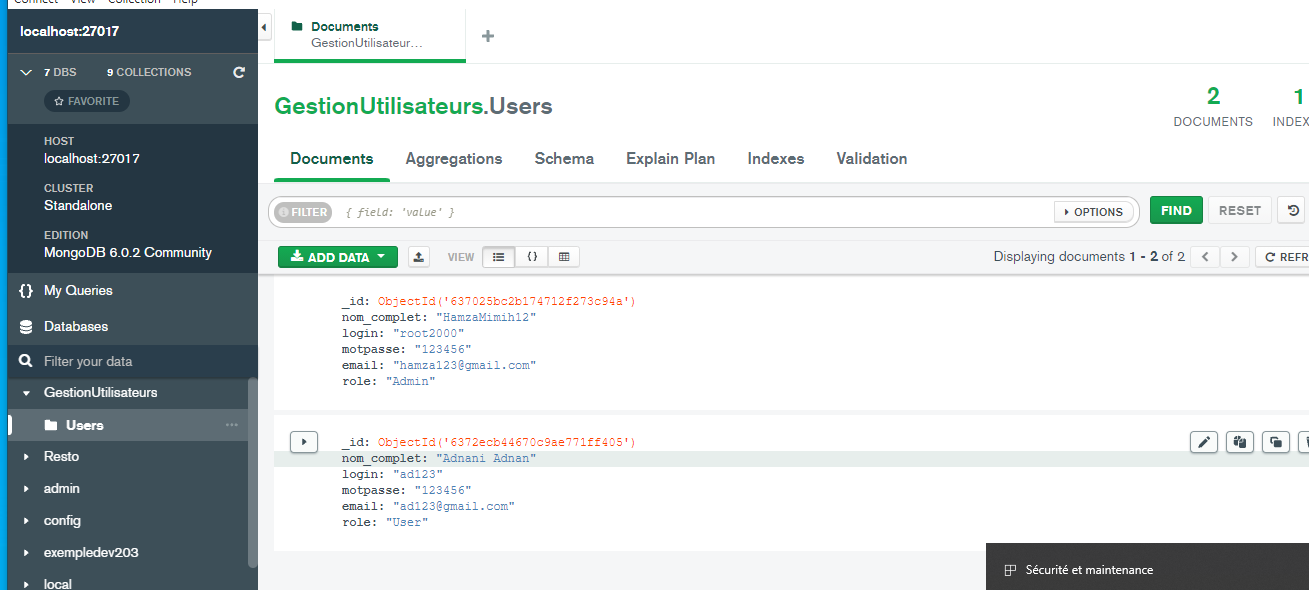 Connect View Collection Help
localhost:27017
7 DBS 9 COLLECTIONS
FAVORITE
HOST
localhost:27017
CLUSTER
Standalone
EDITION
MongoDB 6.0.2 Community
{} My Queries
Databases
Filter your data
GestionUtilisateurs
Users ...
Resto
admin
config
exempledev203
local
Documents
GestionUtilisateur...
+
GestionUtilisateurs.Users
2
DOCUMENTS
1
INDEX
Documents Aggregations Schema Explain Plan Indexes Validation
FILTER { field: 'value' } OPTIONS FIND RESET
ADD DATA VIEW {} Displaying documents 1 - 2 of 2 < > REFR
_id: ObjectId('637025bc2b174712f273c94a')
nom_complet: "HamzaMimih12"
login: "root2000"
motpasse: "123456"
email: "hamza123@gmail.com"
role: "Admin"
_id: ObjectId('6372ecb44670c9ae771ff405')
nom_complet: "Adnani Adnan"
login: "ad123"
motpasse: "123456"
email: "ad123@gmail.com"
role: "User"
Sécurité et maintenance